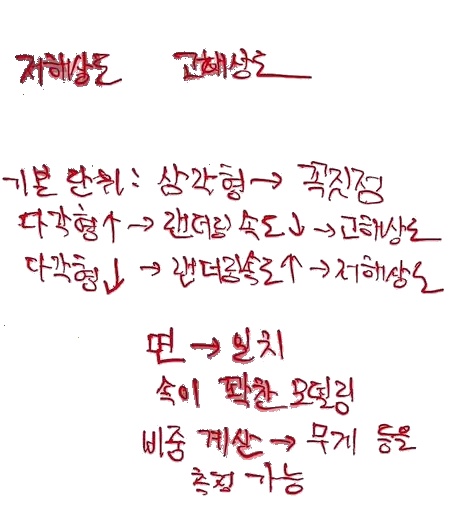 저해상도 고해상도
기본 단위: 삼각형 → 꼭짓점
다각형↑ → 랜더링 속도↓ → 고해상도
다각형↓ → 랜더링속도↑ → 저해상도
면 → 일치
속이 꽉찬 모델링
비중 계산 → 무게 등은
측정 가능